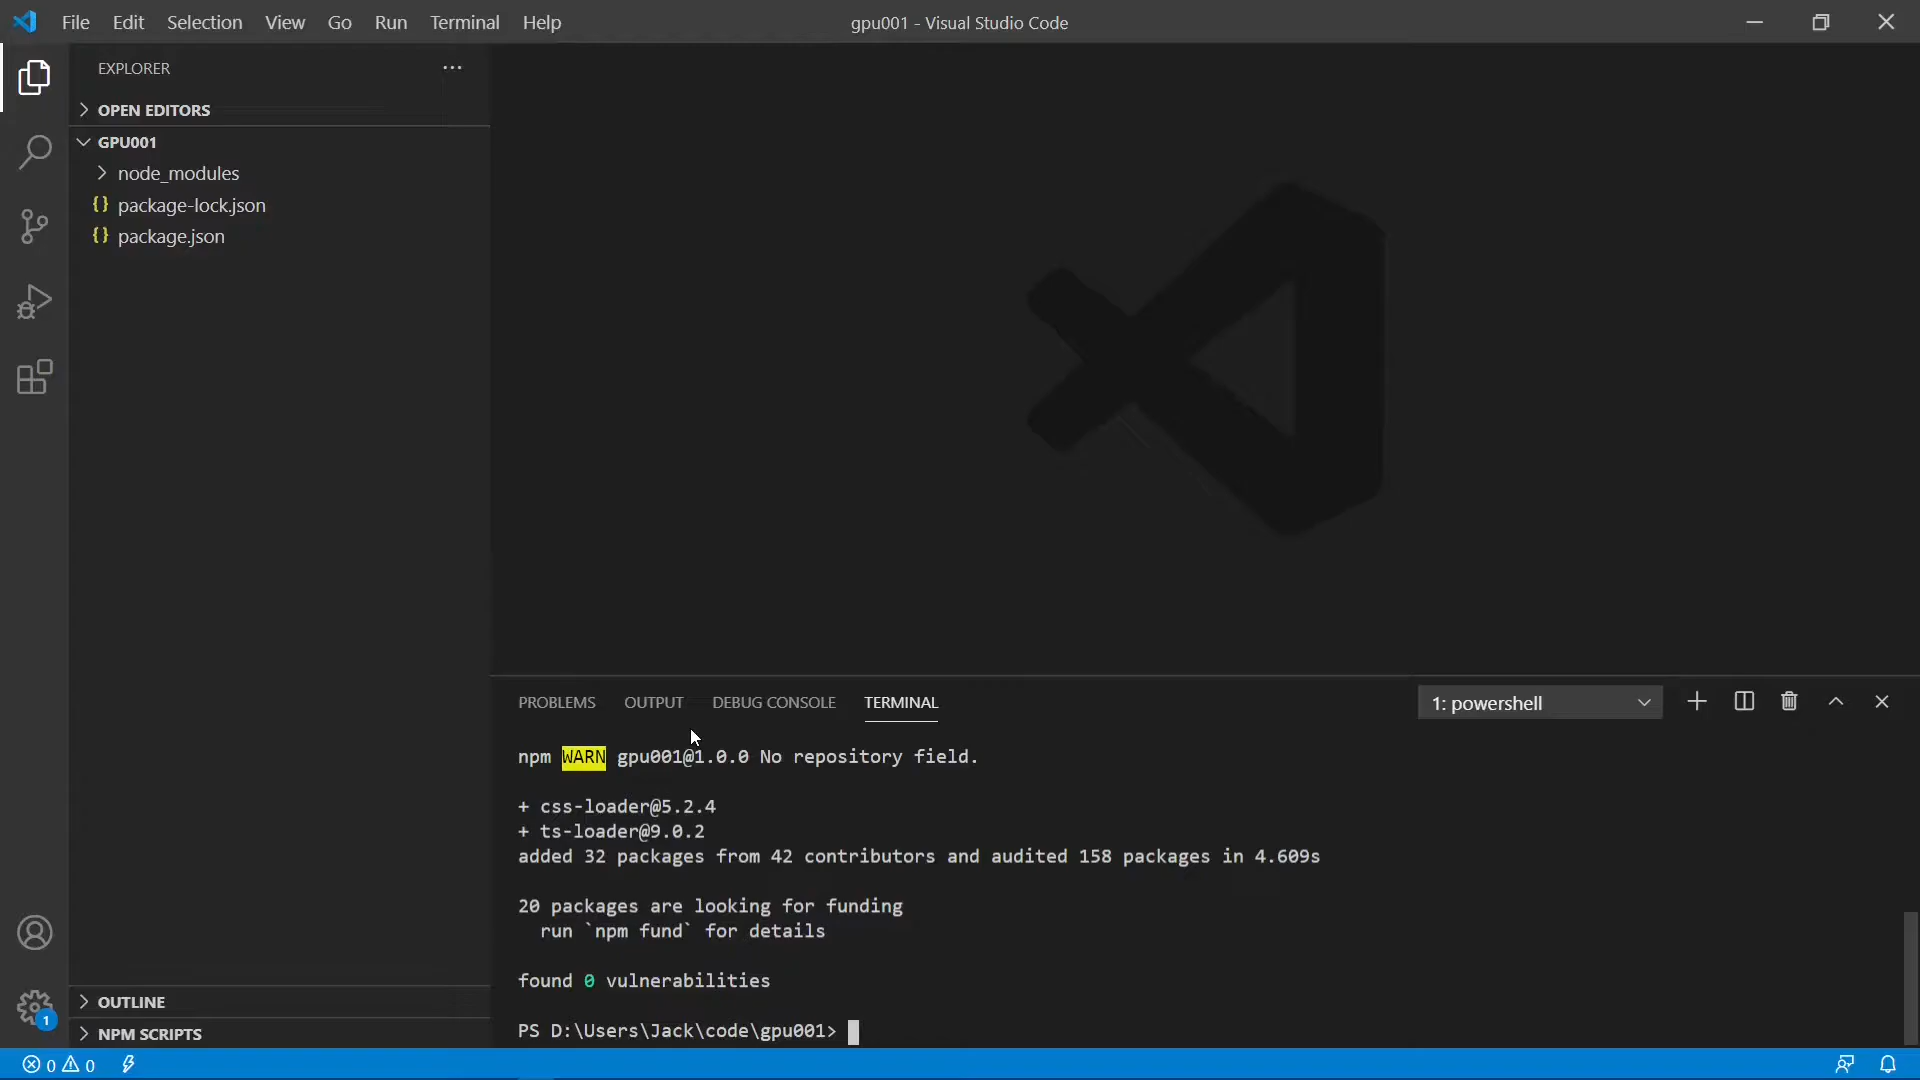 File Edit Selection View Go Run Terminal Help
gpu001 - Visual Studio Code
EXPLORER
OPEN EDITORS
GPU001
node_modules
package-lock.json
package.json
OUTLINE
NPM SCRIPTS
PROBLEMS OUTPUT DEBUG CONSOLE TERMINAL
1: powershell
npm WARN gpu001@1.0.0 No repository field.
+ css-loader@5.2.4
+ ts-loader@9.0.2
added 32 packages from 42 contributors and audited 158 packages in 4.609s
20 packages are looking for funding
run `npm fund` for details
found 0 vulnerabilities
PS D:\Users\Jack\code\gpu001>
1
0 0